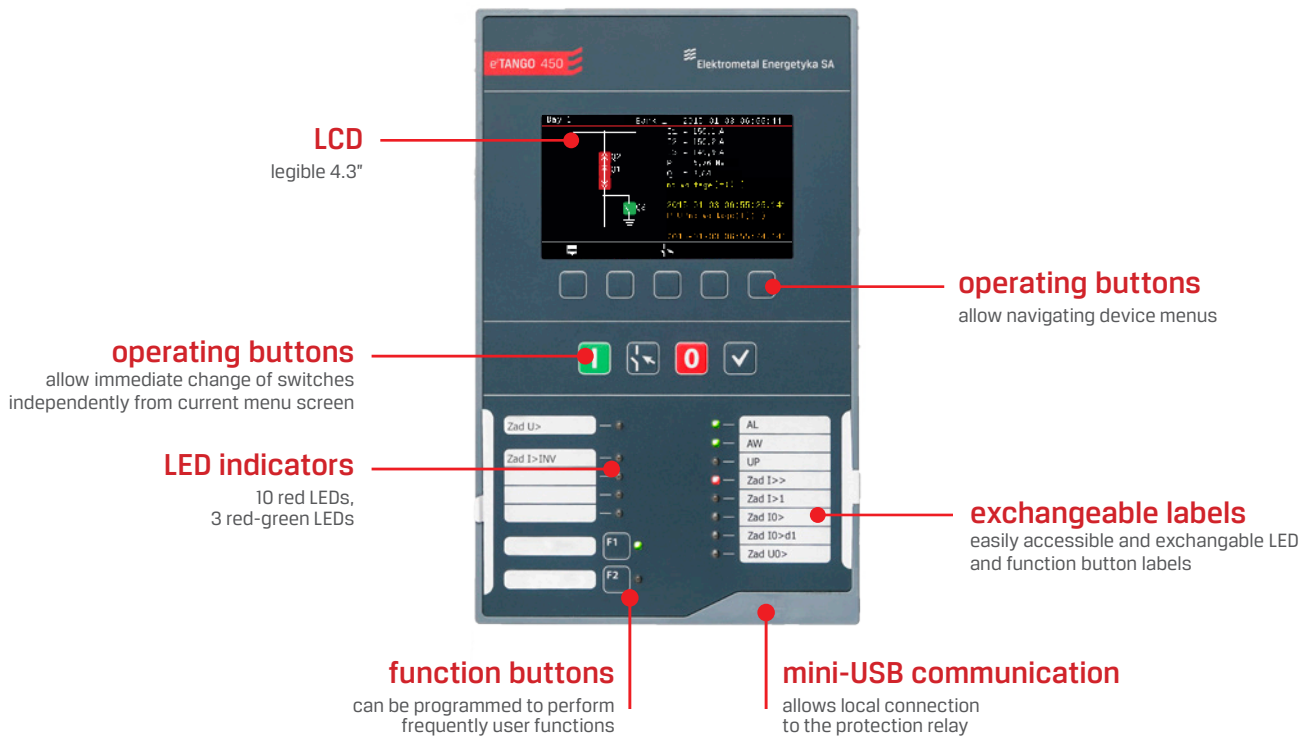 e²TANGO 450
Elektrometal Energetyka SA
LCD
legible 4.3"
Q2
Q1
operating buttons
allow navigating device menus
operating buttons
allow immediate change of switches
independently from current menu screen
1
0
Zad U>
Zad I>INV
LED indicators
10 red LEDs,
3 red-green LEDs
AL
AW
UP
Zad I>>
Zad I>1
Zad I0>
Zad I0>d1
Zad U0>
exchangeable labels
easily accessible and exchangable LED
and function button labels
F1
F2
function buttons
can be programmed to perform
frequently user functions
mini-USB communication
allows local connection
to the protection relay